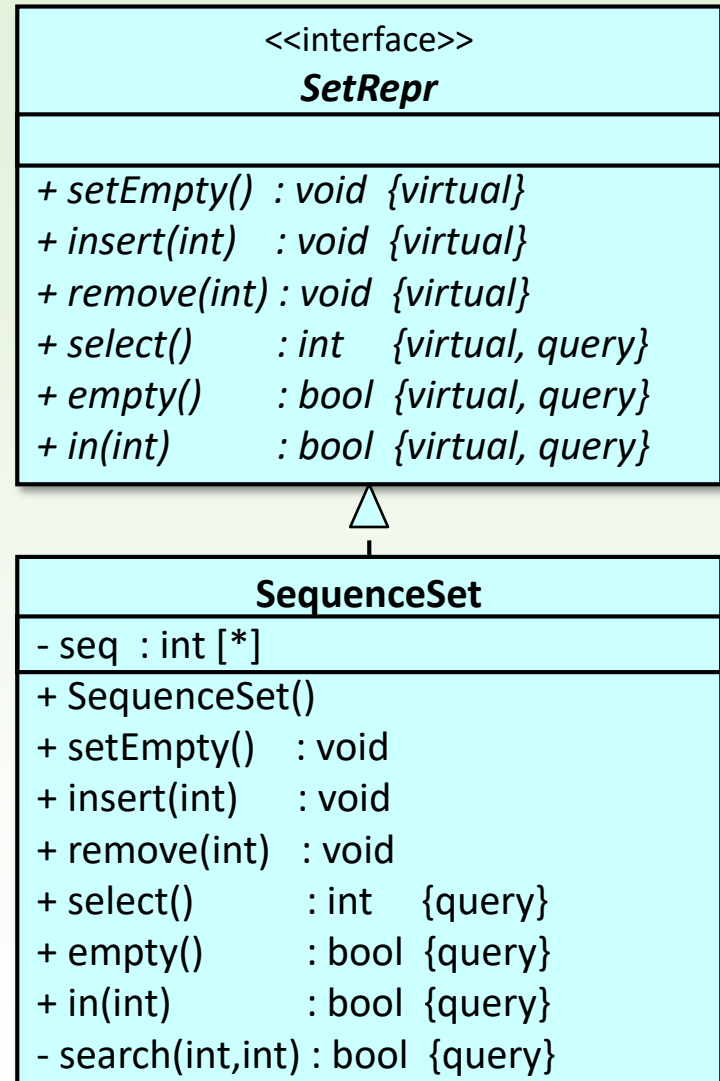 <<interface>>
SetRepr
+ setEmpty() : void {virtual}
+ insert(int) : void {virtual}
+ remove(int) : void {virtual}
+ select() : int {virtual, query}
+ empty() : bool {virtual, query}
+ in(int) : bool {virtual, query}
SequenceSet
- seq : int [*]
+ SequenceSet()
+ setEmpty() : void
+ insert(int) : void
+ remove(int) : void
+ select() : int {query}
+ empty() : bool {query}
+ in(int) : bool {query}
- search(int,int) : bool {query}